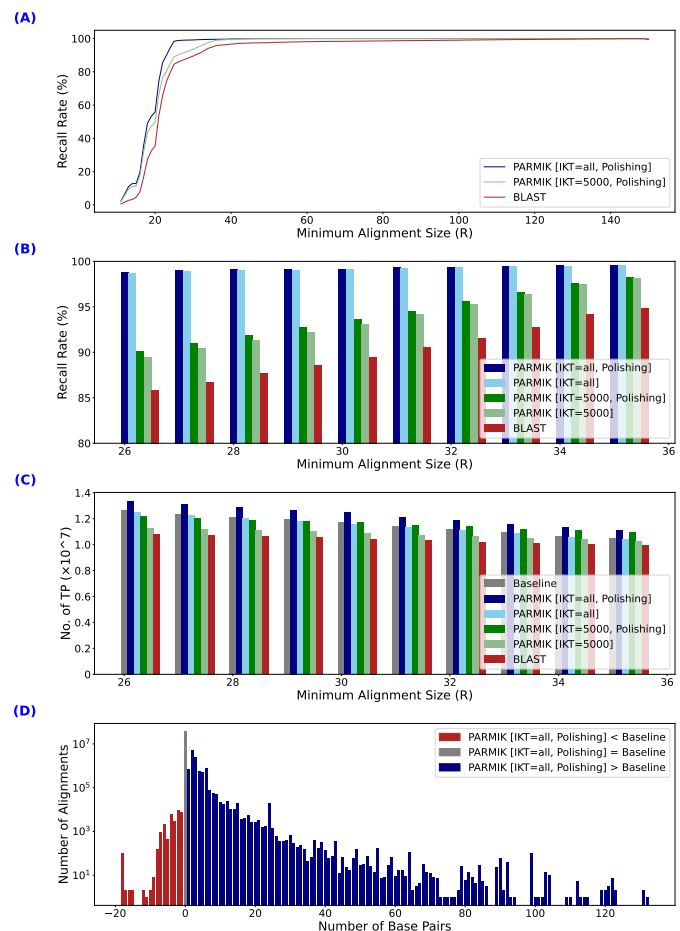 (A)
100
80
60
40
20
0
Recall Rate (%)
PARMIK [IKT=all, Polishing]
PARMIK [IKT=5000, Polishing]
BLAST
20
40
60
80
100
120
140
Minimum Alignment Size (R)
(B)
100
95
90
85
80
Recall Rate (%)
PARMIK [IKT=all, Polishing]
PARMIK [IKT=all]
PARMIK [IKT=5000, Polishing]
PARMIK [IKT=5000]
BLAST
26
28
30
32
34
36
Minimum Alignment Size (R)
(C)
1.4
1.2
1.0
0.8
0.6
0.4
0.2
0
No. of TP (×10^7)
Baseline
PARMIK [IKT=all, Polishing]
PARMIK [IKT=all]
PARMIK [IKT=5000, Polishing]
PARMIK [IKT=5000]
BLAST
26
28
30
32
34
36
Minimum Alignment Size (R)
(D)
10^7
10^5
10^3
10^1
Number of Alignments
PARMIK [IKT=all, Polishing] < Baseline
PARMIK [IKT=all, Polishing] = Baseline
PARMIK [IKT=all, Polishing] > Baseline
−20
0
20
40
60
80
100
120
Number of Base Pairs